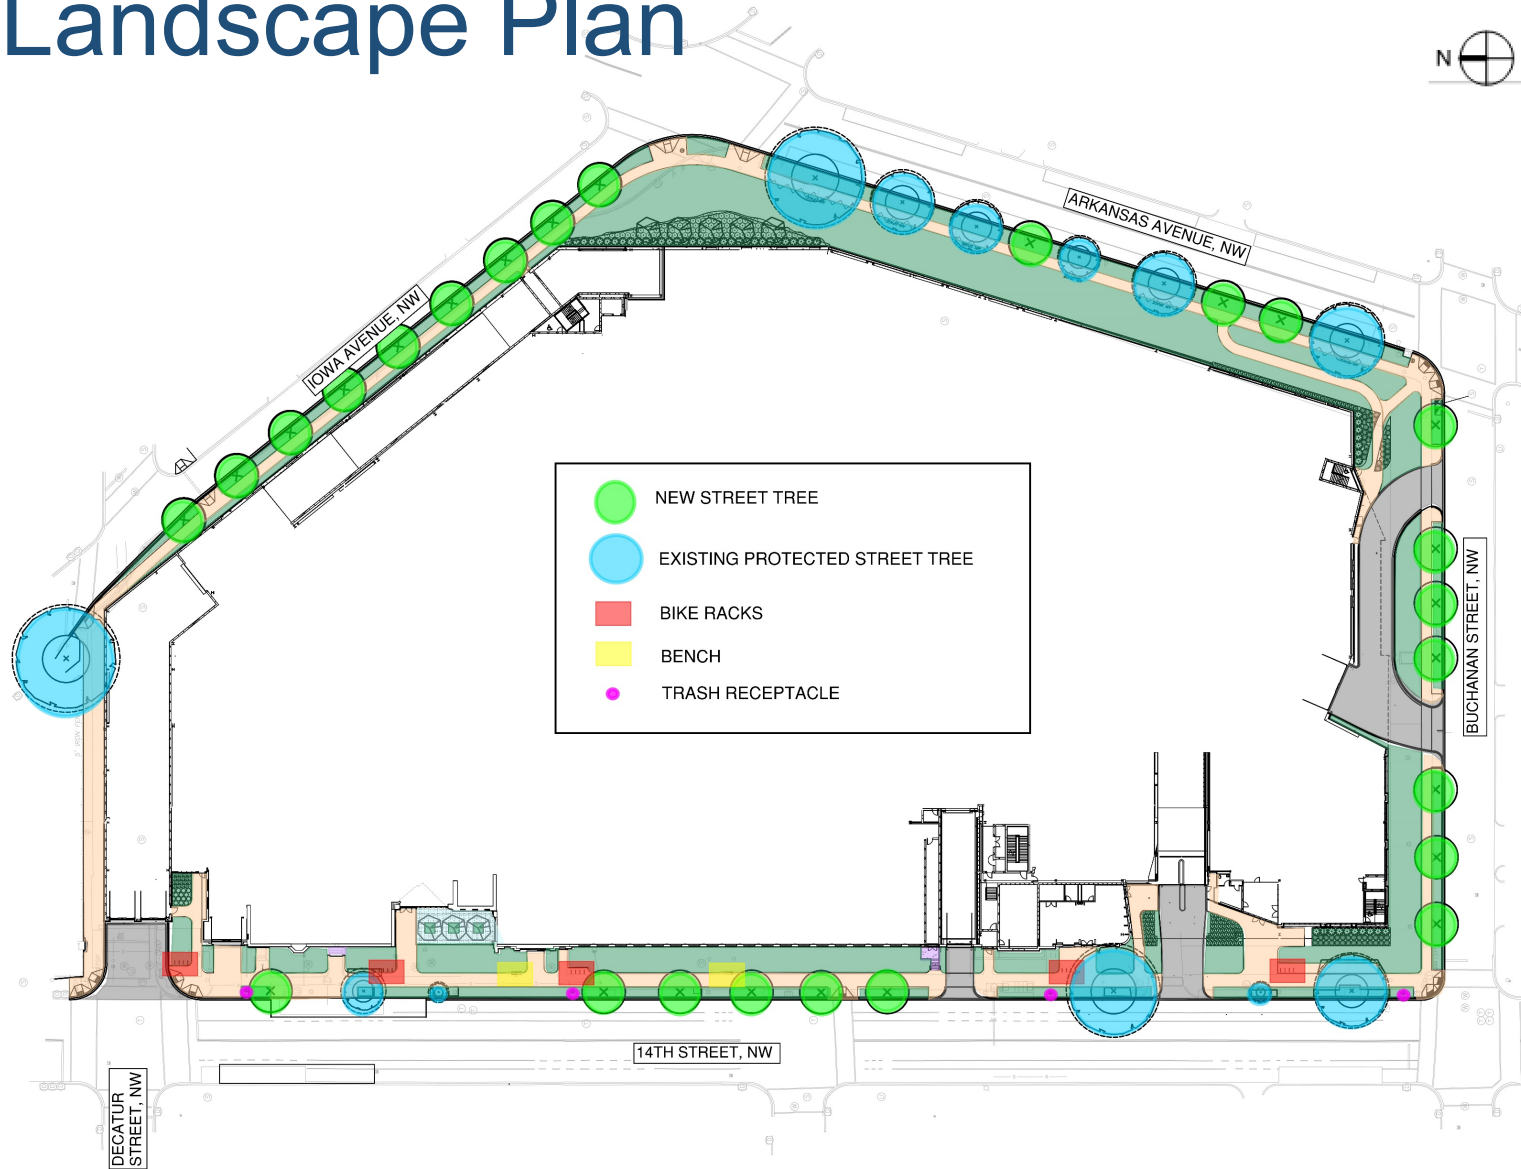 Landscape Plan
N
ARKANSAS AVENUE, NW
IOWA AVENUE, NW
NEW STREET TREE
EXISTING PROTECTED STREET TREE
BIKE RACKS
BENCH
TRASH RECEPTACLE
BUCHANAN STREET, NW
14TH STREET, NW
DECATUR
STREET, NW